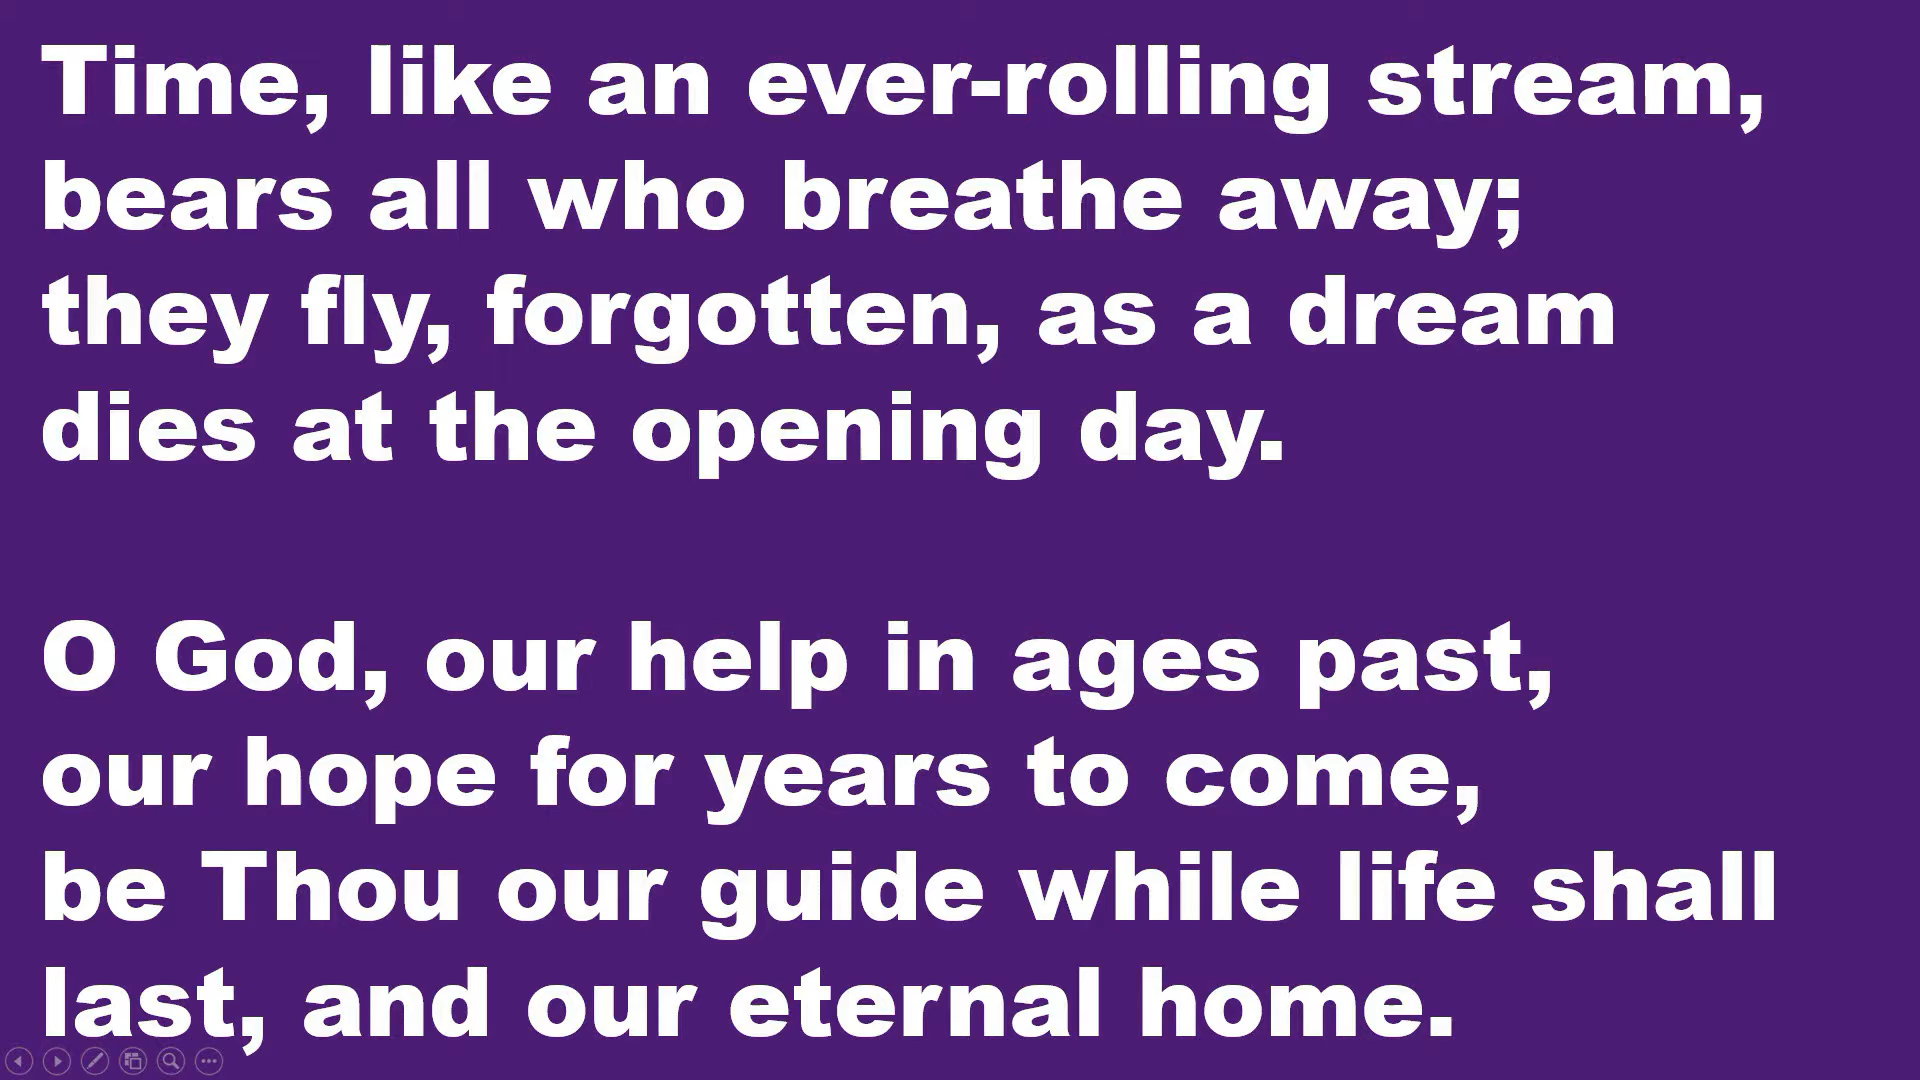 Time, like an ever-rolling stream,
bears all who breathe away;
they fly, forgotten, as a dream
dies at the opening day.
O God, our help in ages past,
our hope for years to come,
be Thou our guide while life shall
last, and our eternal home.